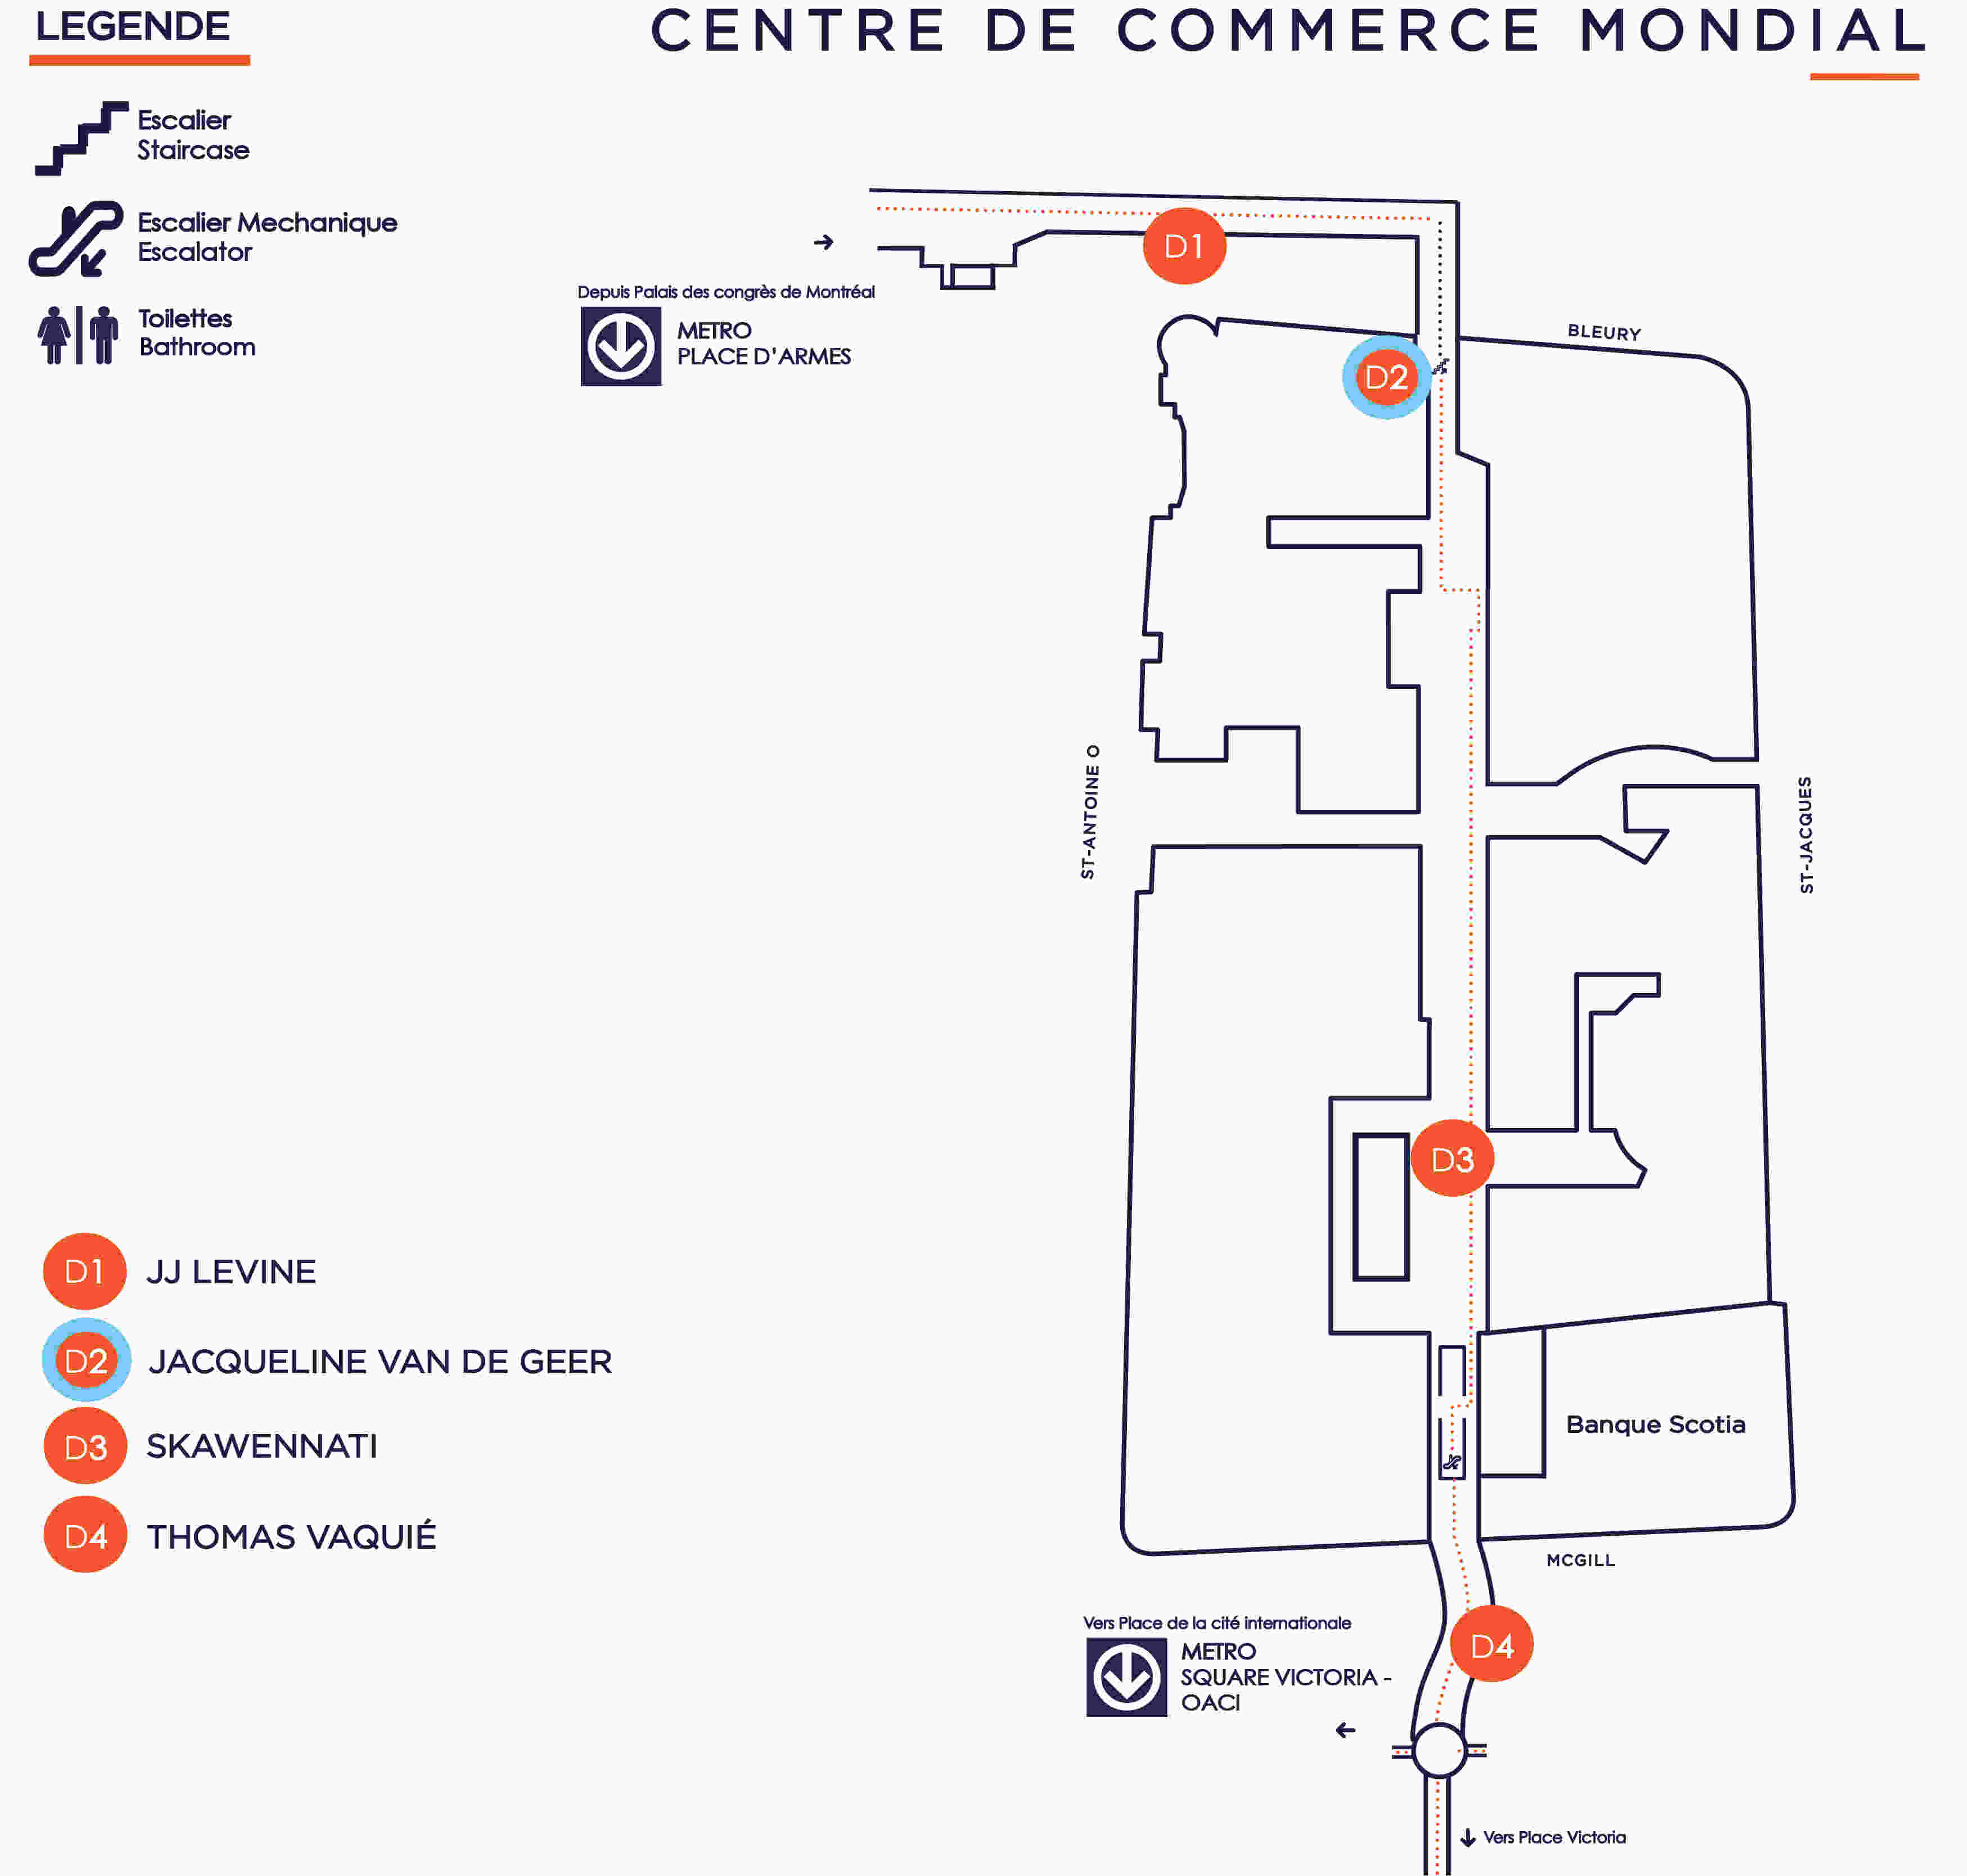 LEGENDE
CENTRE DE COMMERCE MONDIAL
Escalier
Staircase
Escalier Mechanique
Escalator
Toilettes
Bathroom
D1
Depuis Palais des congrès de Montréal
METRO
PLACE D'ARMES
BLEURY
D2
ST-ANTOINE O
ST-JACQUES
D3
D1 JJ LEVINE
D2 JACQUELINE VAN DE GEER
D3 SKAWENNATI
D4 THOMAS VAQUIÉ
Banque Scotia
MCGILL
Vers Place de la cité internationale
METRO
SQUARE VICTORIA -
OACI
D4
Vers Place Victoria